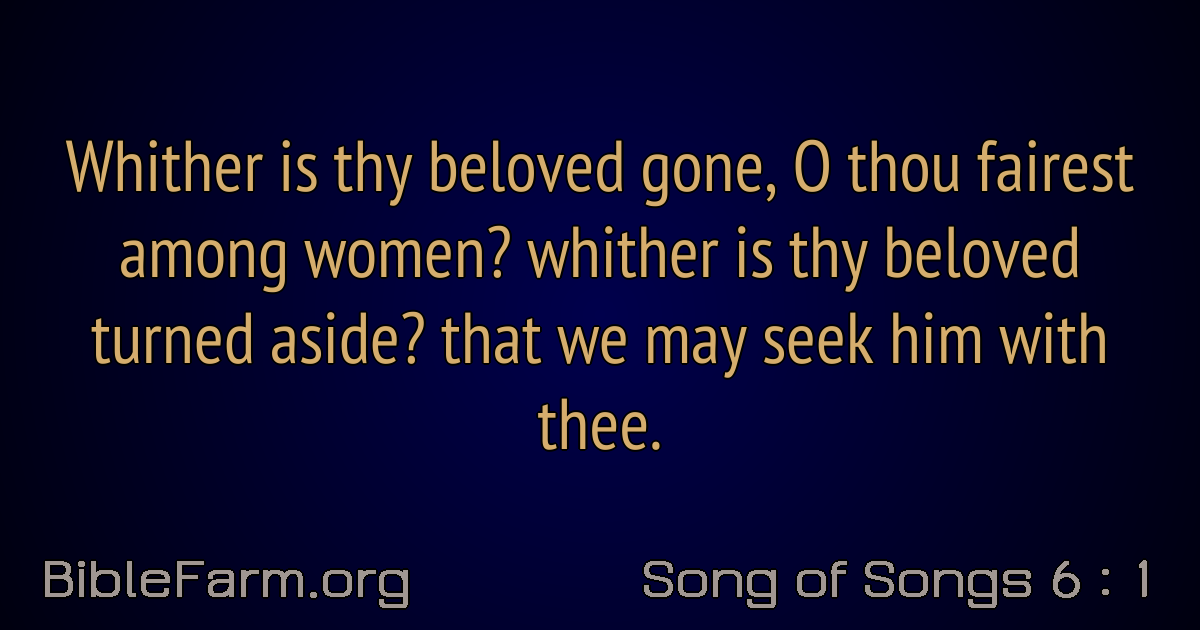 Whither is thy beloved gone, O thou fairest
among women? whither is thy beloved
turned aside? that we may seek him with
thee.
BibleFarm.org
Song of Songs 6 : 1